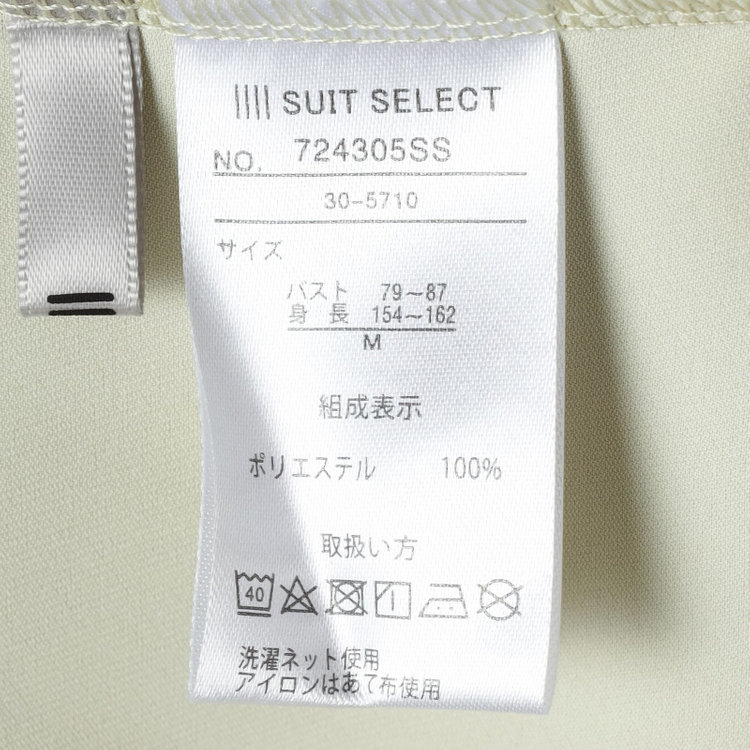 SUIT SELECT
NO. 724305SS
30-5710
サイズ
バスト 79～87
身長 154～162
M
組成表示
ポリエステル 100%
取扱い方
40
洗濯ネット使用
アイロンはあて布使用